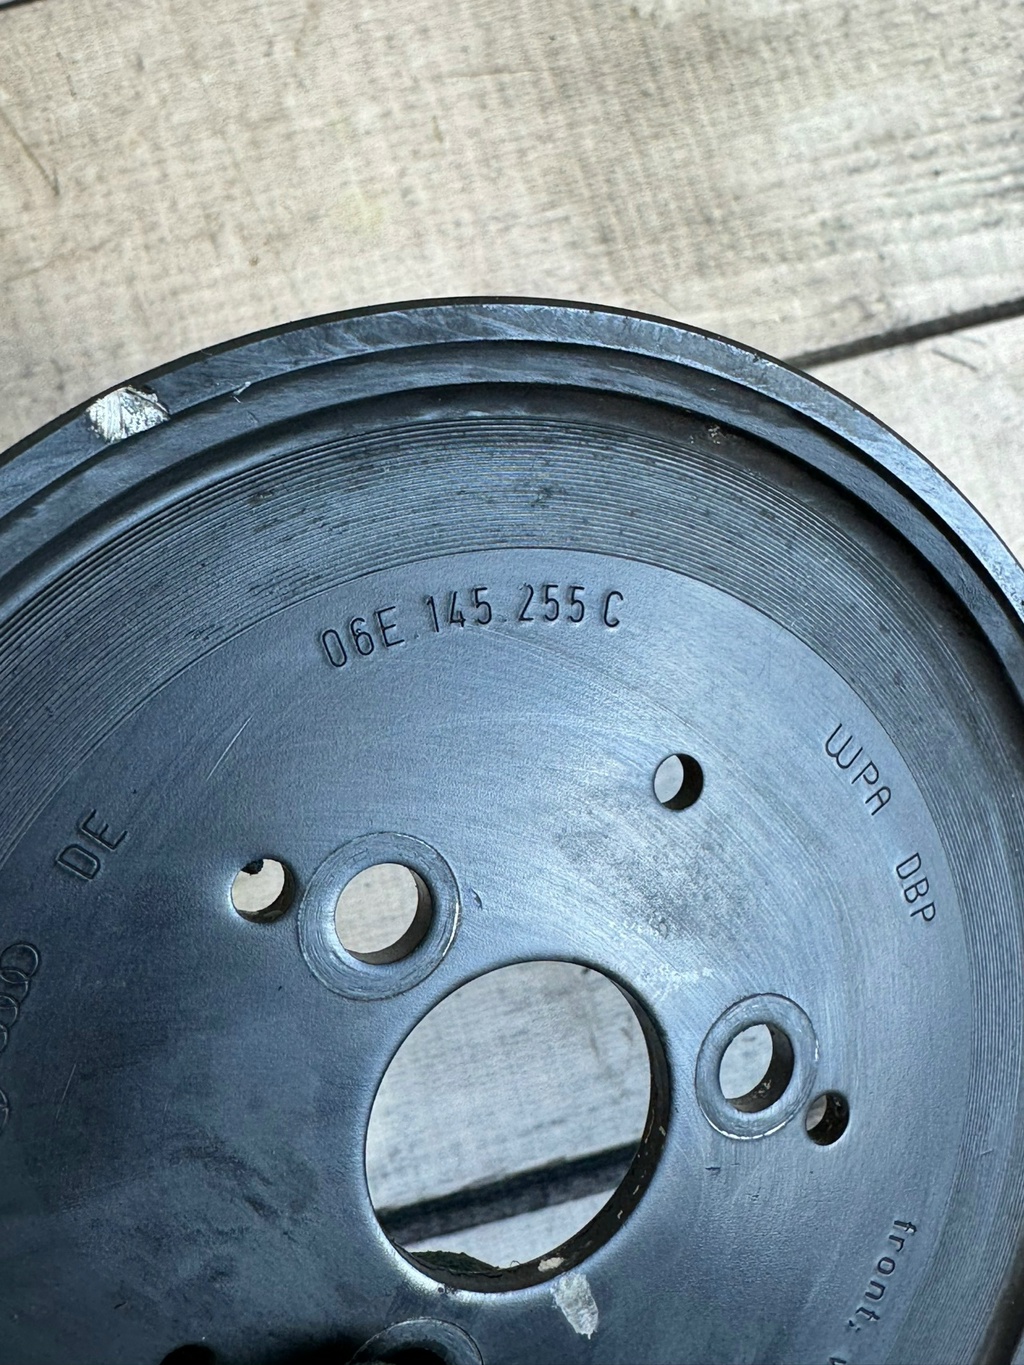 06E.145.255 C
WPA DBP
DE
front,